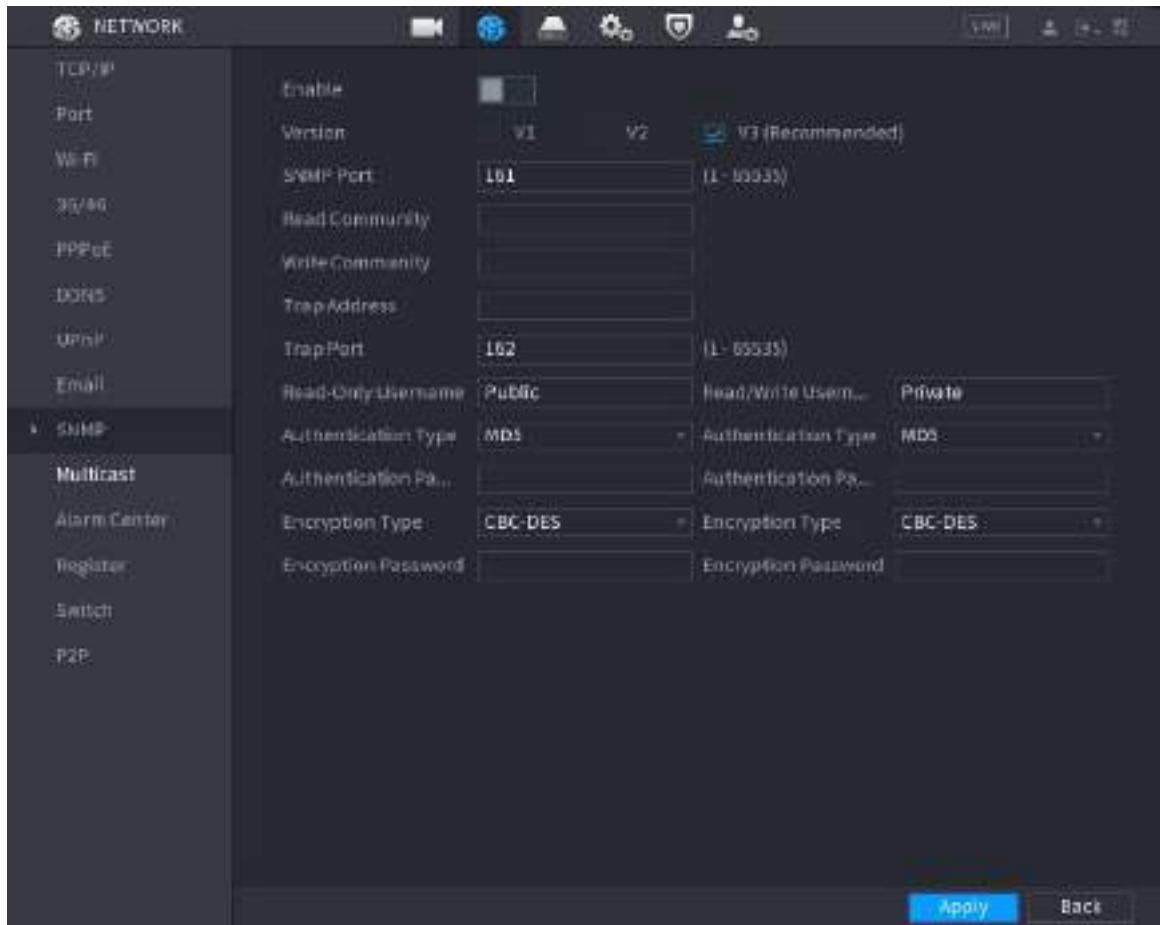 NETWORK
LIVE
TCP/IP
Port
Wi-Fi
3G/4G
PPPoE
DDNS
UPnP
Email
SNMP
Multicast
Alarm Center
Register
Switch
P2P
Enable
Version V1 V2 V3 (Recommended)
SNMP Port 161 (1 - 65535)
Read Community
Write Community
Trap Address
Trap Port 162 (1 - 65535)
Read-Only Username Public Read/Write Usern... Private
Authentication Type MD5 Authentication Type MD5
Authentication Pa... Authentication Pa...
Encryption Type CBC-DES Encryption Type CBC-DES
Encryption Password Encryption Password
Apply Back